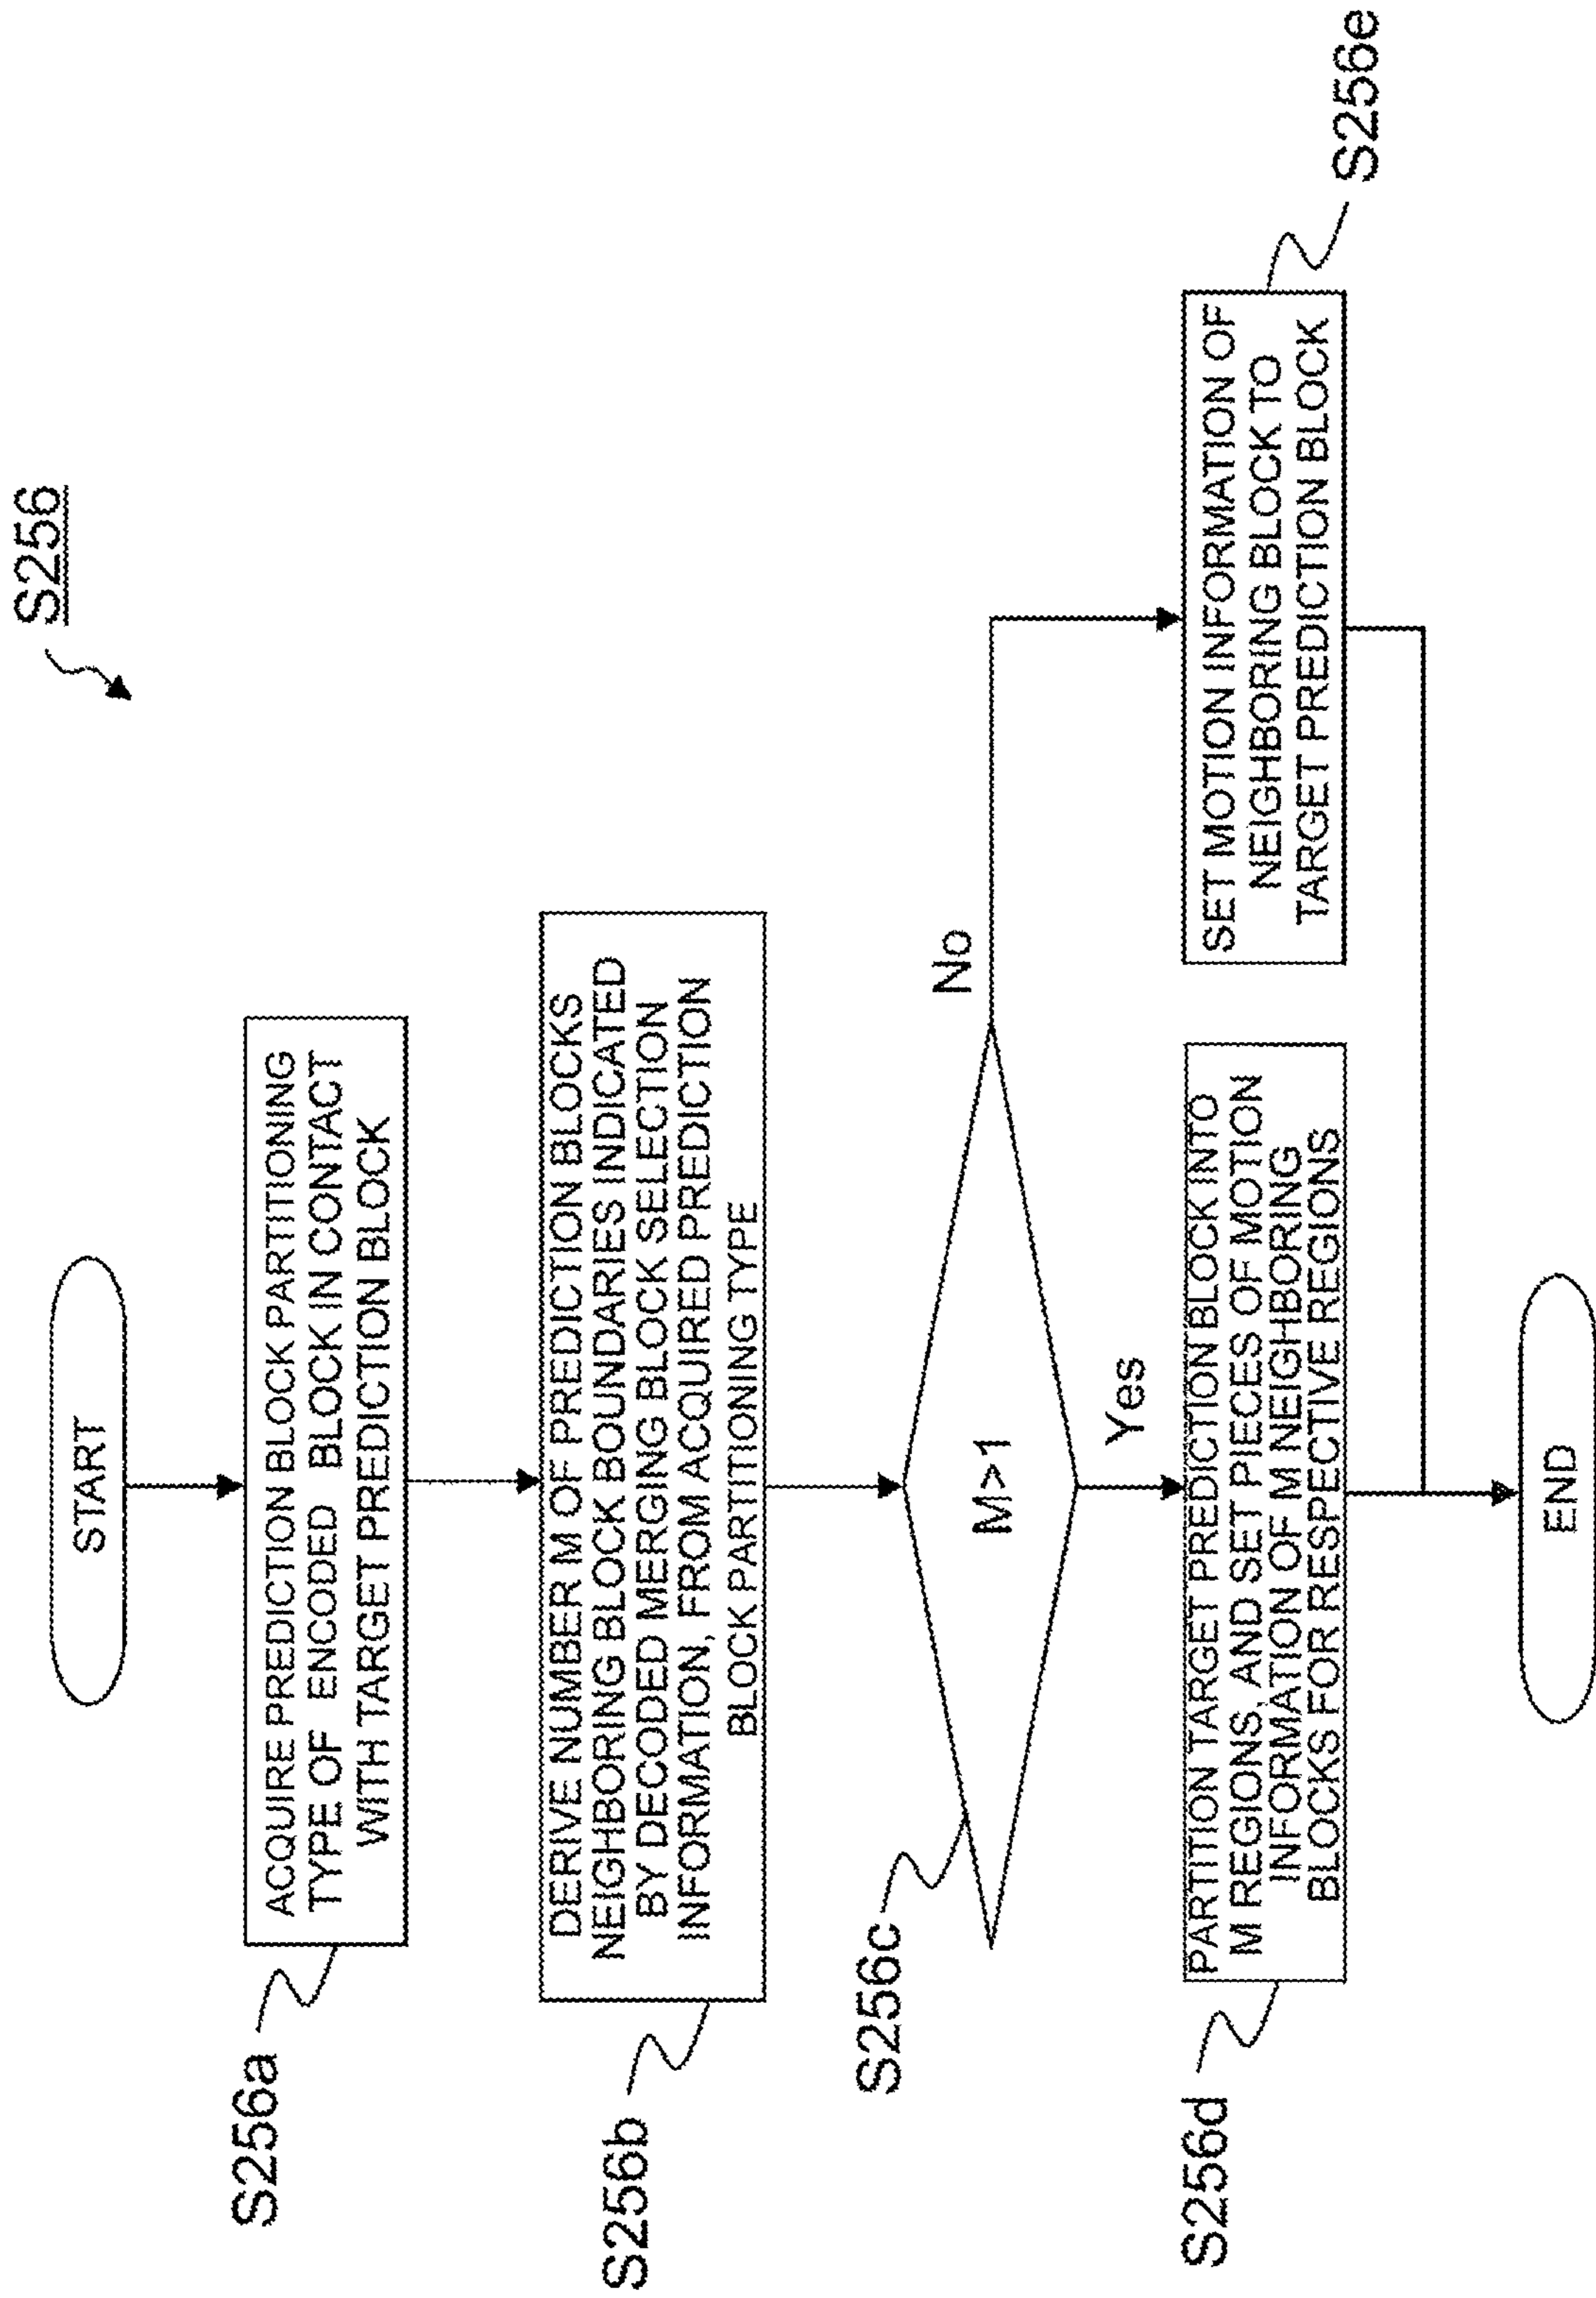 S256
START
S256a
ACQUIRE PREDICTION BLOCK PARTITIONING
TYPE OF ENCODED BLOCK IN CONTACT
WITH TARGET PREDICTION BLOCK
S256b
DERIVE NUMBER M OF PREDICTION BLOCKS
NEIGHBORING BLOCK BOUNDARIES INDICATED
BY DECODED MERGING BLOCK SELECTION
INFORMATION, FROM ACQUIRED PREDICTION
BLOCK PARTITIONING TYPE
S256c
M>1
No
Yes
S256d
PARTITION TARGET PREDICTION BLOCK INTO
M REGIONS, AND SET PIECES OF MOTION
INFORMATION OF M NEIGHBORING
BLOCKS FOR RESPECTIVE REGIONS
SET MOTION INFORMATION OF
NEIGHBORING BLOCK TO
TARGET PREDICTION BLOCK
S256e
END